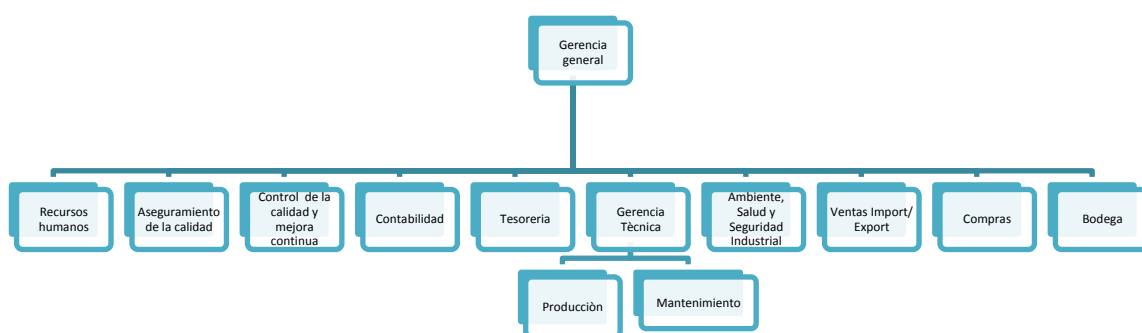 Gerencia
general
Recursos
humanos
Aseguramiento
de la calidad
Control  de la
calidad y
mejora
continua
Contabilidad
Tesoreria
Gerencia
Tècnica
Ambiente,
Salud y
Seguridad
Industrial
Ventas Import/
Export
Compras
Bodega
Producciòn
Mantenimiento